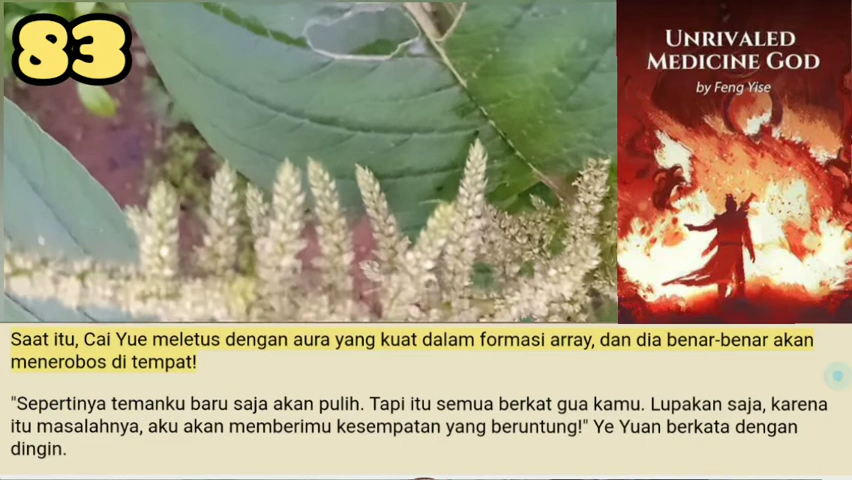 83
UNRIVALED
MEDICINE GOD
by Feng Yise
Saat itu, Cai Yue meletus dengan aura yang kuat dalam formasi array, dan dia benar-benar akan
menerobos di tempat!
"Sepertinya temanku baru saja akan pulih. Tapi itu semua berkat gua kamu. Lupakan saja, karena
itu masalahnya, aku akan memberimu kesempatan yang beruntung!" Ye Yuan berkata dengan
dingin.